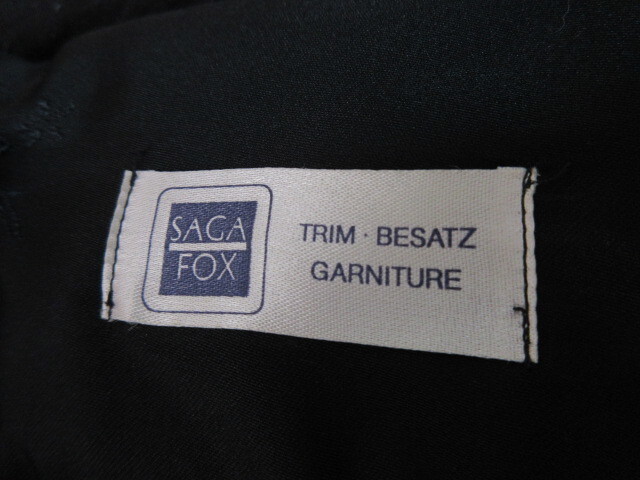 SAGA
FOX
TRIM · BESATZ
GARNITURE